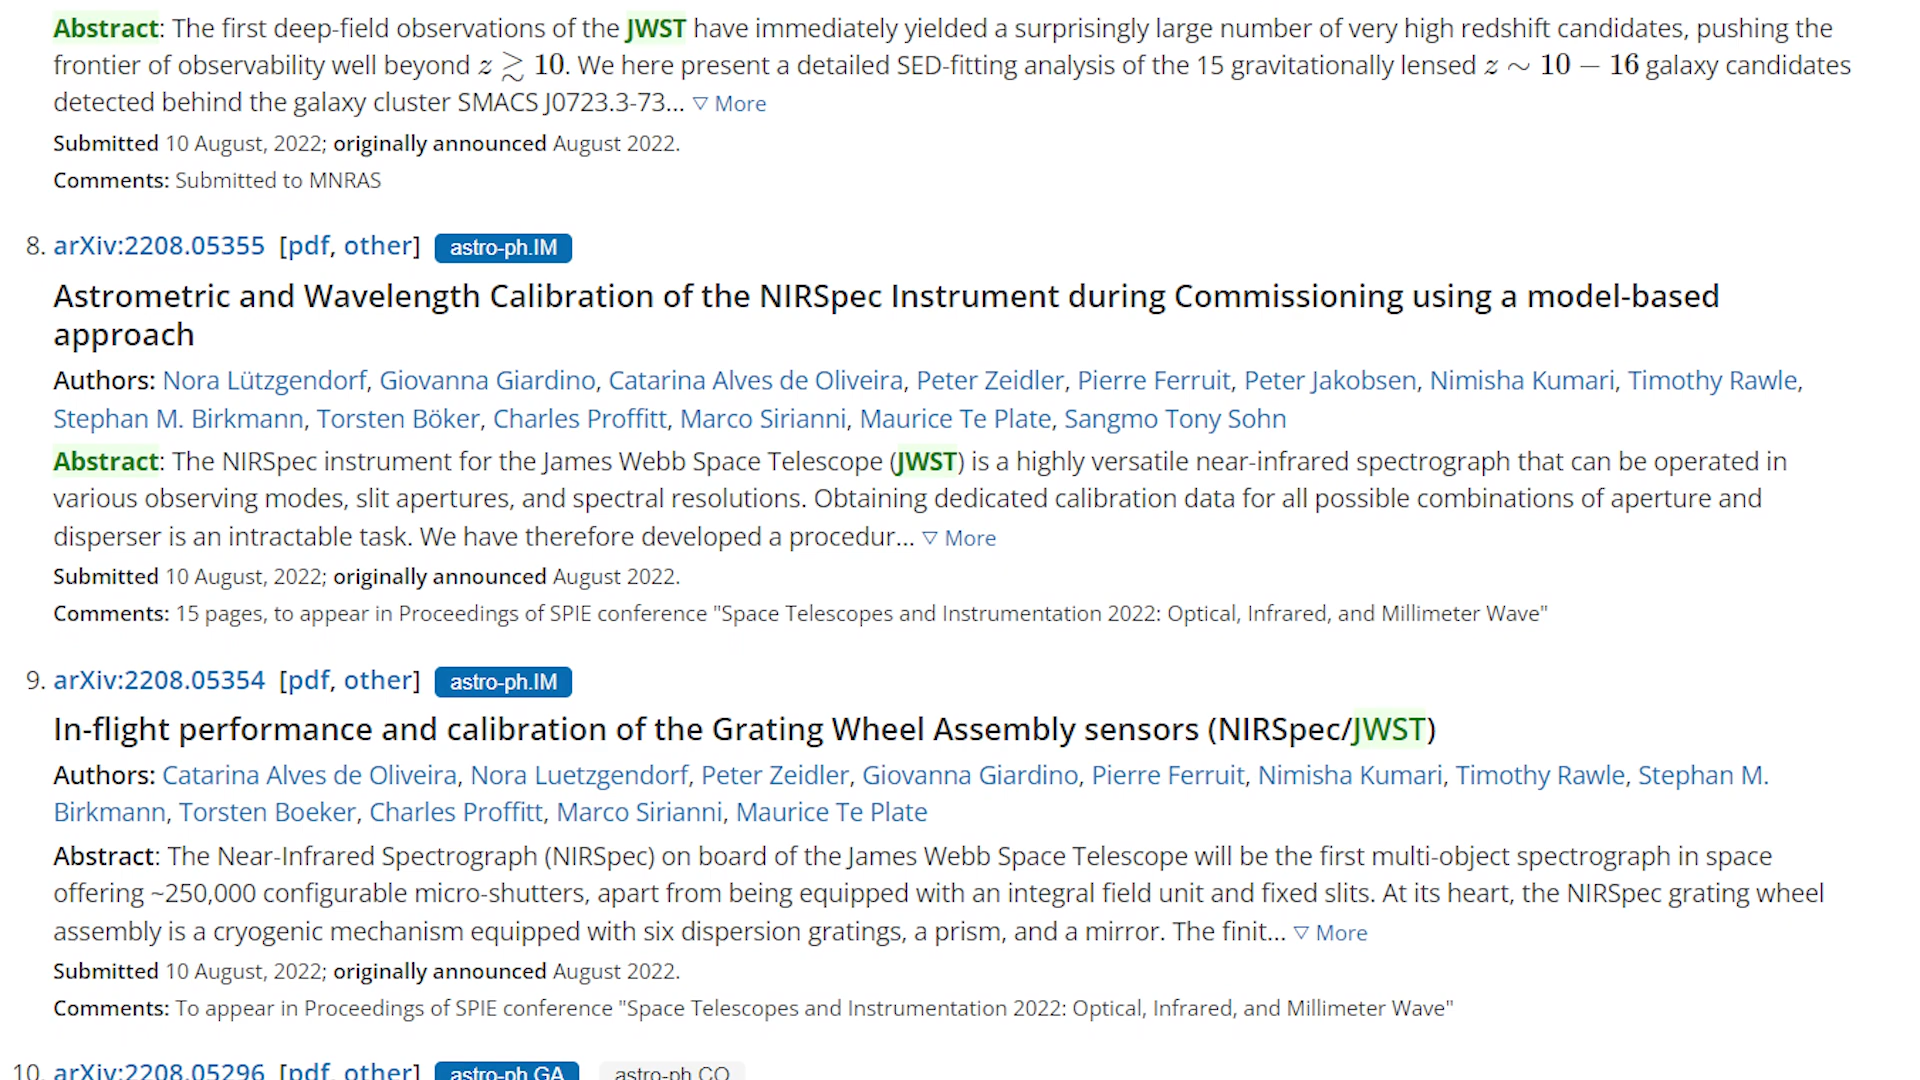 Abstract: The first deep-field observations of the JWST have immediately yielded a surprisingly large number of very high redshift candidates, pushing the
frontier of observability well beyond z ≳ 10. We here present a detailed SED-fitting analysis of the 15 gravitationally lensed z ∼ 10 − 16 galaxy candidates
detected behind the galaxy cluster SMACS J0723.3-73... ▽ More
Submitted 10 August, 2022; originally announced August 2022.
Comments: Submitted to MNRAS
8. arXiv:2208.05355 [pdf, other] astro-ph.IM
Astrometric and Wavelength Calibration of the NIRSpec Instrument during Commissioning using a model-based
approach
Authors: Nora Lützgendorf, Giovanna Giardino, Catarina Alves de Oliveira, Peter Zeidler, Pierre Ferruit, Peter Jakobsen, Nimisha Kumari, Timothy Rawle,
Stephan M. Birkmann, Torsten Böker, Charles Proffitt, Marco Sirianni, Maurice Te Plate, Sangmo Tony Sohn
Abstract: The NIRSpec instrument for the James Webb Space Telescope (JWST) is a highly versatile near-infrared spectrograph that can be operated in
various observing modes, slit apertures, and spectral resolutions. Obtaining dedicated calibration data for all possible combinations of aperture and
disperser is an intractable task. We have therefore developed a procedur... ▽ More
Submitted 10 August, 2022; originally announced August 2022.
Comments: 15 pages, to appear in Proceedings of SPIE conference "Space Telescopes and Instrumentation 2022: Optical, Infrared, and Millimeter Wave"
9. arXiv:2208.05354 [pdf, other] astro-ph.IM
In-flight performance and calibration of the Grating Wheel Assembly sensors (NIRSpec/JWST)
Authors: Catarina Alves de Oliveira, Nora Luetzgendorf, Peter Zeidler, Giovanna Giardino, Pierre Ferruit, Nimisha Kumari, Timothy Rawle, Stephan M.
Birkmann, Torsten Boeker, Charles Proffitt, Marco Sirianni, Maurice Te Plate
Abstract: The Near-Infrared Spectrograph (NIRSpec) on board of the James Webb Space Telescope will be the first multi-object spectrograph in space
offering ~250,000 configurable micro-shutters, apart from being equipped with an integral field unit and fixed slits. At its heart, the NIRSpec grating wheel
assembly is a cryogenic mechanism equipped with six dispersion gratings, a prism, and a mirror. The finit... ▽ More
Submitted 10 August, 2022; originally announced August 2022.
Comments: To appear in Proceedings of SPIE conference "Space Telescopes and Instrumentation 2022: Optical, Infrared, and Millimeter Wave"
10. arXiv:2208.05296 [pdf, other] astro-ph.GA astro-ph.CO